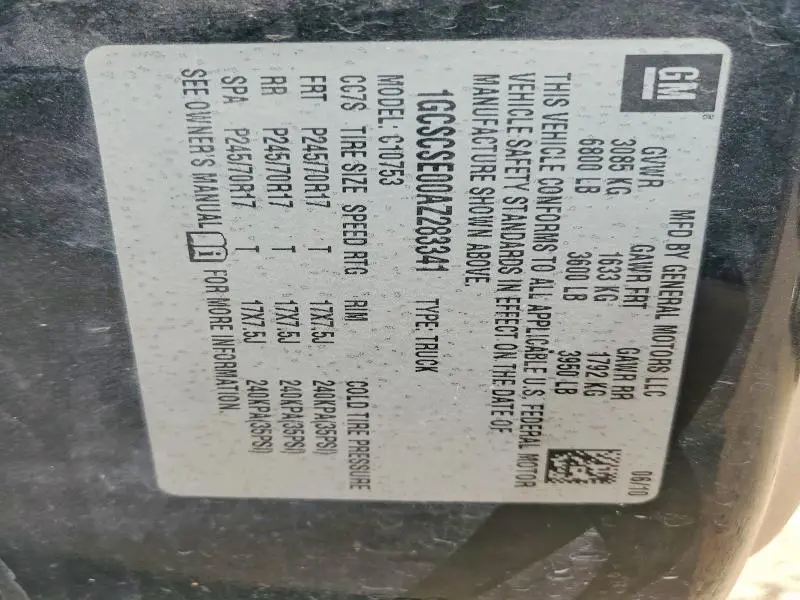 GM
MFD BY GENERAL MOTORS LLC
06/10
GVWR GAWR FRT GAWR RR
3085 KG 1633 KG 1792 KG
6800 LB 3600 LB 3950 LB
THIS VEHICLE CONFORMS TO ALL APPLICABLE U.S. FEDERAL MOTOR
VEHICLE SAFETY STANDARDS IN EFFECT ON THE DATE OF
MANUFACTURE SHOWN ABOVE.
1GCSCSE00AZ283341 TYPE: TRUCK
MODEL: C10753
CC7S TIRE SIZE SPEED RTG RIM COLD TIRE PRESSURE
FRT P245/70R17 T 17X7.5J 240KPA(35PSI)
RR P245/70R17 T 17X7.5J 240KPA(35PSI)
SPA P245/70R17 T 17X7.5J 240KPA(35PSI)
SEE OWNER'S MANUAL FOR MORE INFORMATION.